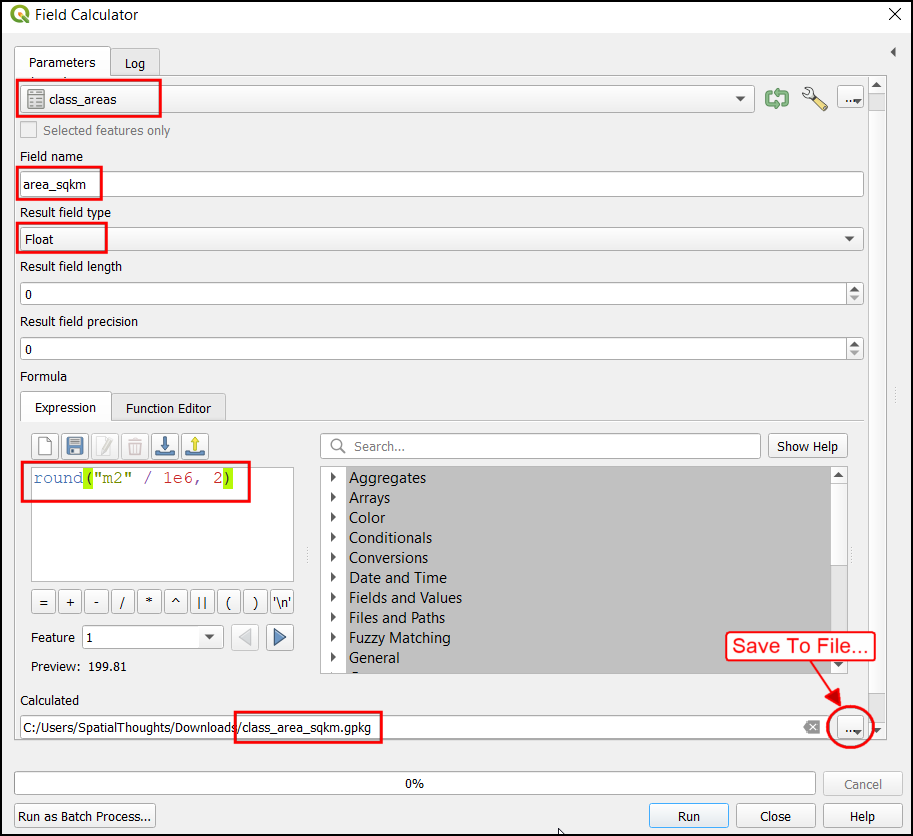 Field Calculator
Parameters
Log
class_areas
...
Selected features only
Field name
area_sqkm
Result field type
Float
Result field length
0
Result field precision
0
Formula
Expression
Function Editor
Search...
Show Help
round("m2" / 1e6, 2)
Aggregates
Arrays
Color
Conditionals
Conversions
Date and Time
Fields and Values
Files and Paths
Fuzzy Matching
General
= + - / * ^ || ( ) '\n'
Feature 1
Preview: 199.81
Save To File...
Calculated
C:/Users/SpatialThoughts/Downloads/class_area_sqkm.gpkg
...
0%
Cancel
Run as Batch Process...
Run
Close
Help